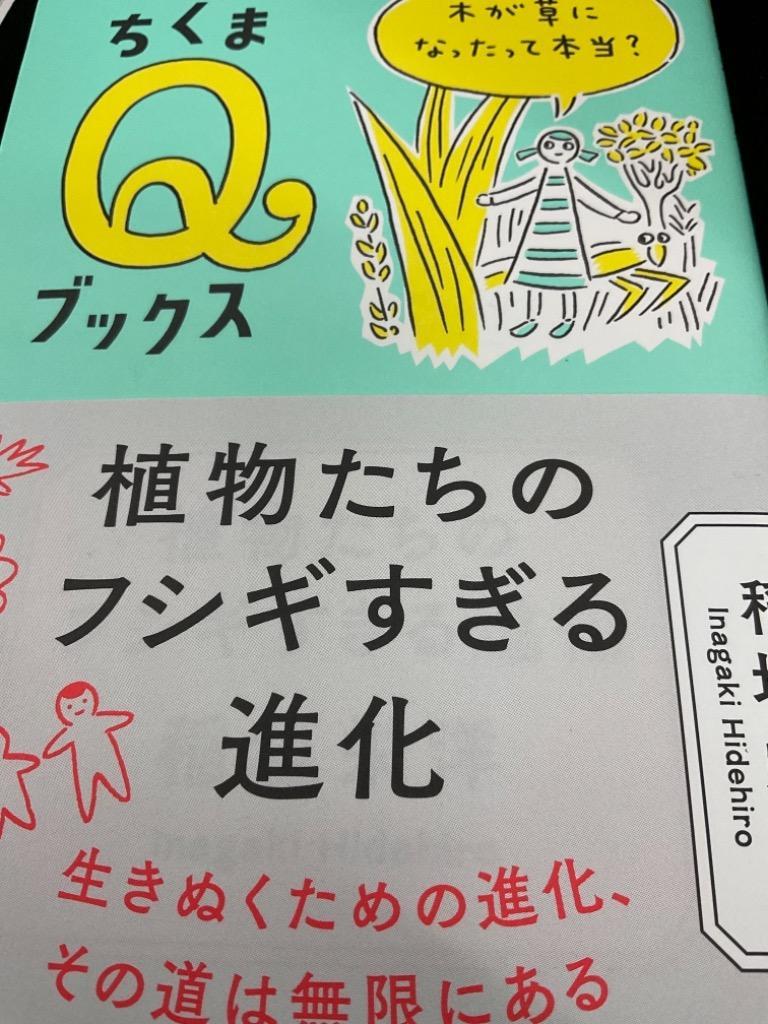 ちくま
Q
ブックス
木が草に
なったって本当?
植物たちの
フシギすぎる
進化
Inagaki Hidehiro
生きぬくための進化、
その道は無限にある